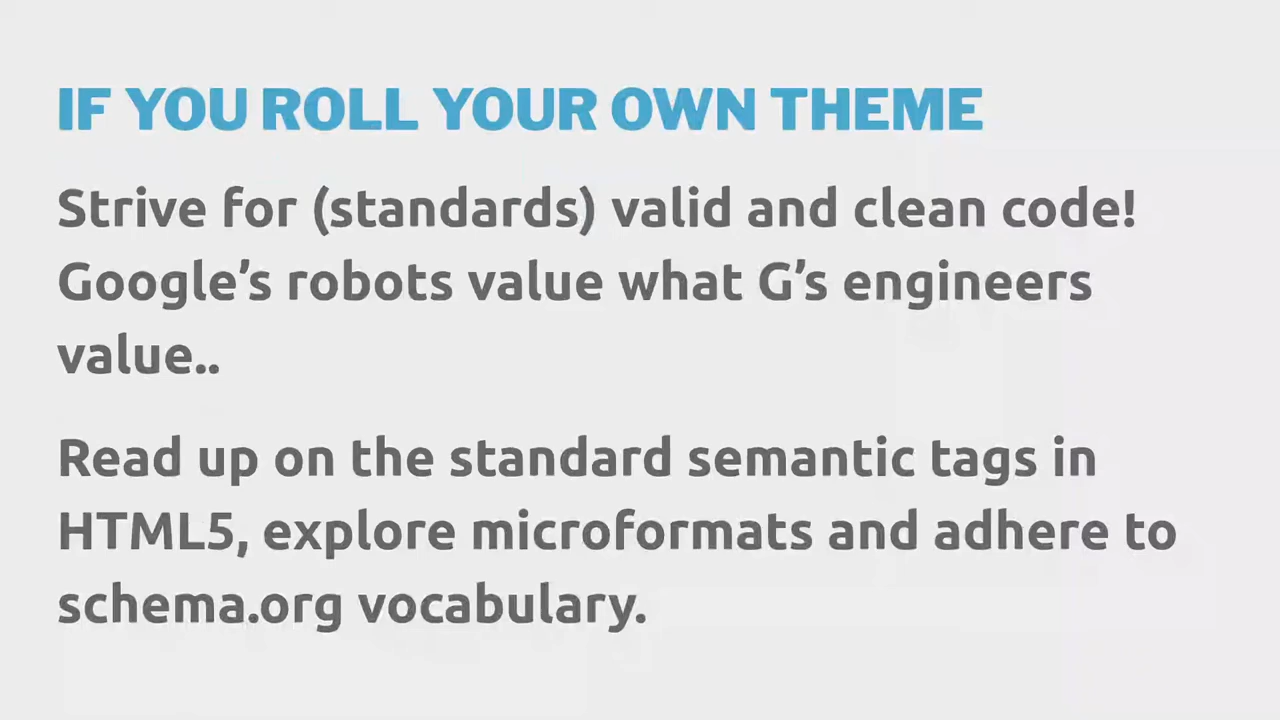 IF YOU ROLL YOUR OWN THEME
Strive for (standards) valid and clean code!
Google’s robots value what G’s engineers
value..
Read up on the standard semantic tags in
HTML5, explore microformats and adhere to
schema.org vocabulary.